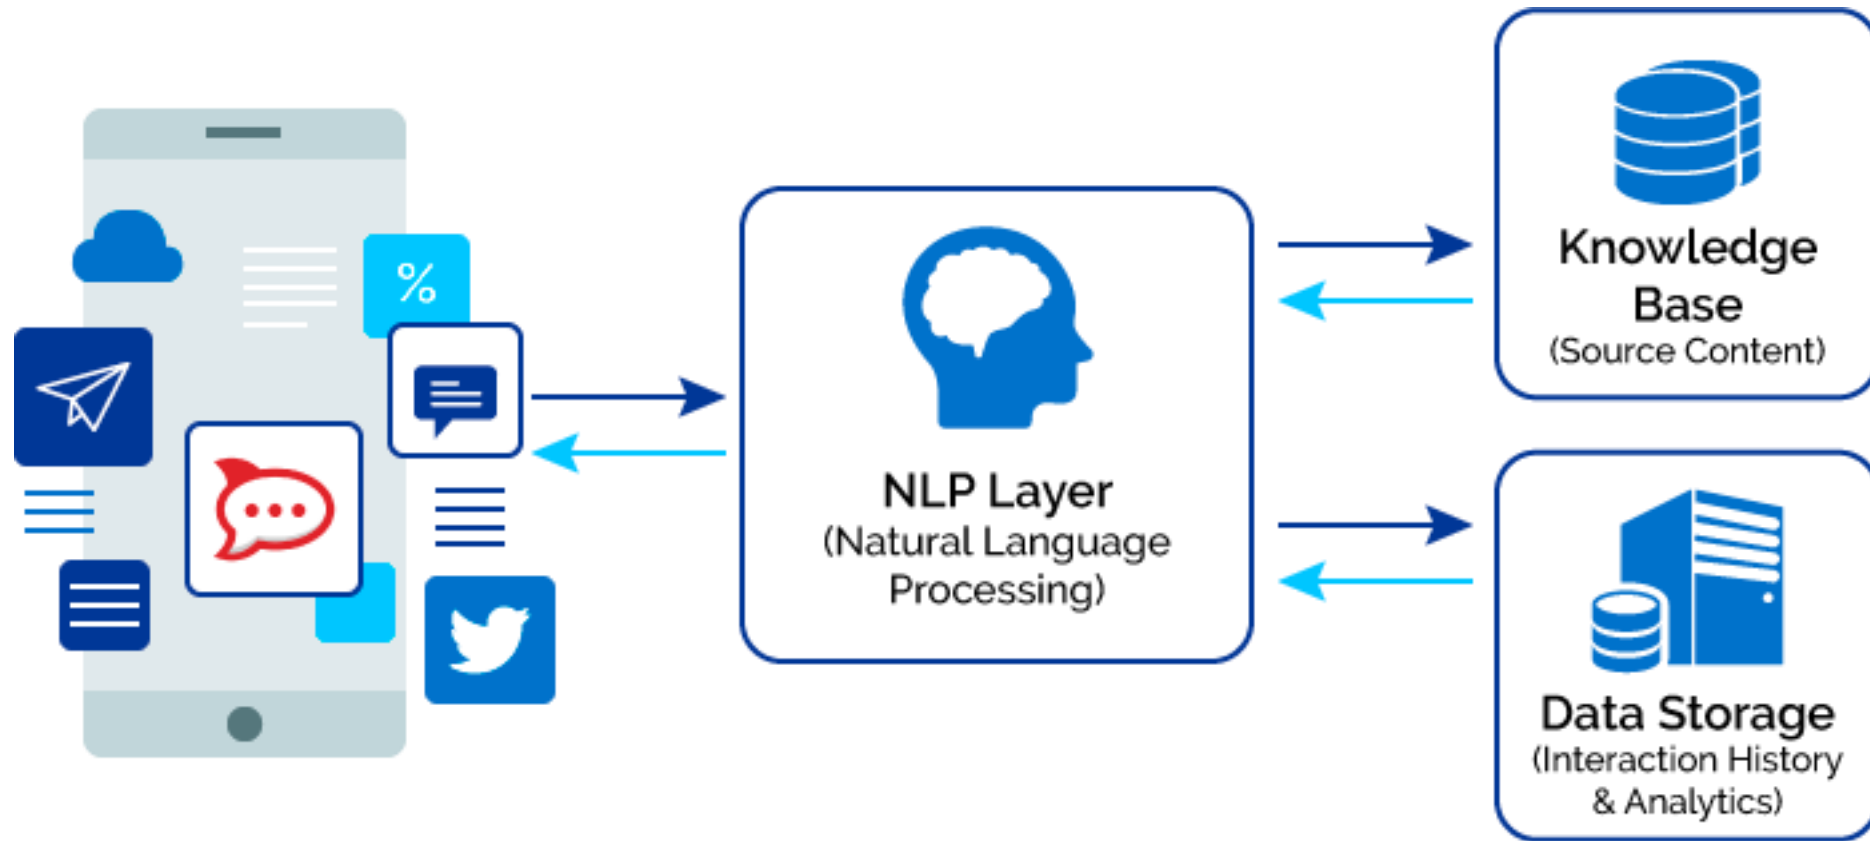 %
NLP Layer
(Natural Language
Processing)
Knowledge
Base
(Source Content)
Data Storage
(Interaction History
& Analytics)